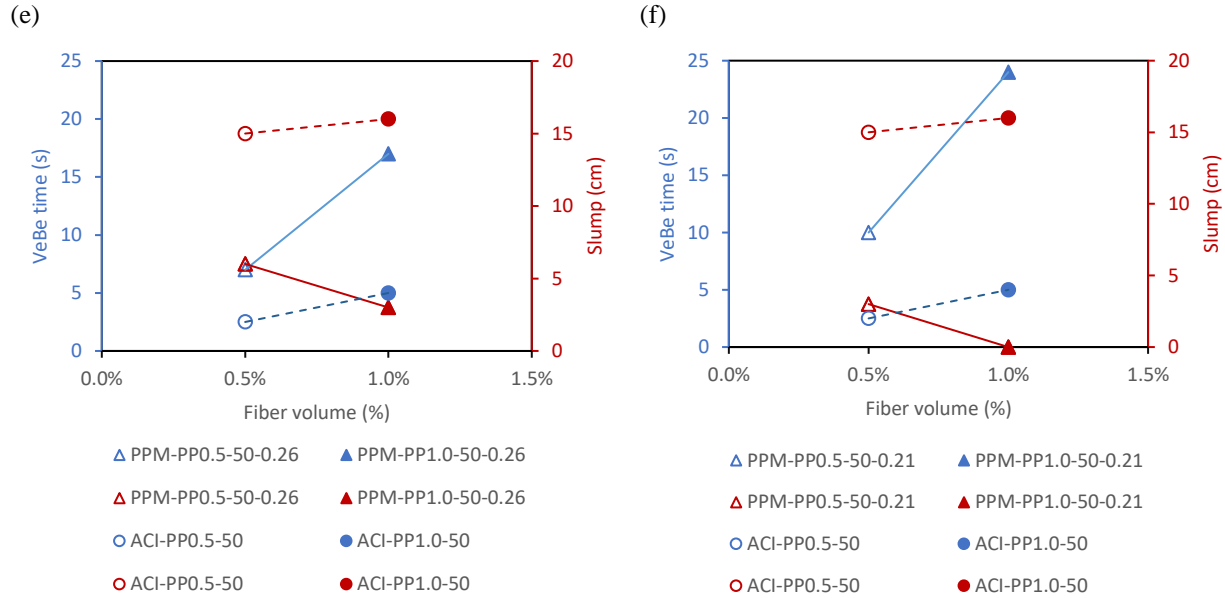 (e)
25
20
15
10
5
0
VeBe time (s)
20
15
10
5
0
Slump (cm)
0.0% 0.5% 1.0% 1.5%
Fiber volume (%)
PPM-PP0.5-50-0.26 PPM-PP1.0-50-0.26
PPM-PP0.5-50-0.26 PPM-PP1.0-50-0.26
ACI-PP0.5-50 ACI-PP1.0-50
ACI-PP0.5-50 ACI-PP1.0-50
(f)
25
20
15
10
5
0
VeBe time (s)
20
15
10
5
0
Slump (cm)
0.0% 0.5% 1.0% 1.5%
Fiber volume (%)
PPM-PP0.5-50-0.21 PPM-PP1.0-50-0.21
PPM-PP0.5-50-0.21 PPM-PP1.0-50-0.21
ACI-PP0.5-50 ACI-PP1.0-50
ACI-PP0.5-50 ACI-PP1.0-50